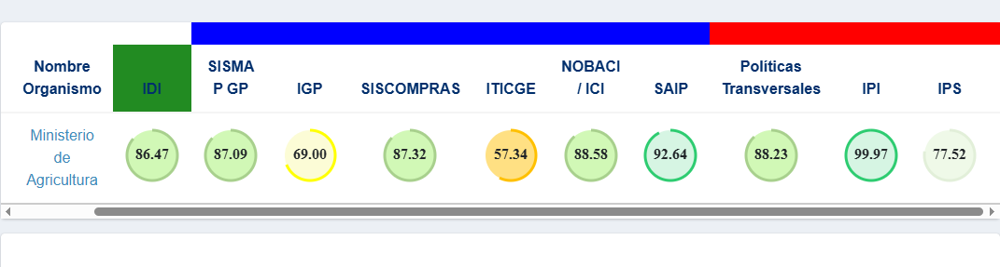 Nombre Organismo IDI SISMA P GP IGP SISCOMPRAS ITICGE NOBACI / ICI SAIP Políticas Transversales IPI IPS
Ministerio de Agricultura 86.47 87.09 69.00 87.32 57.34 88.58 92.64 88.23 99.97 77.52